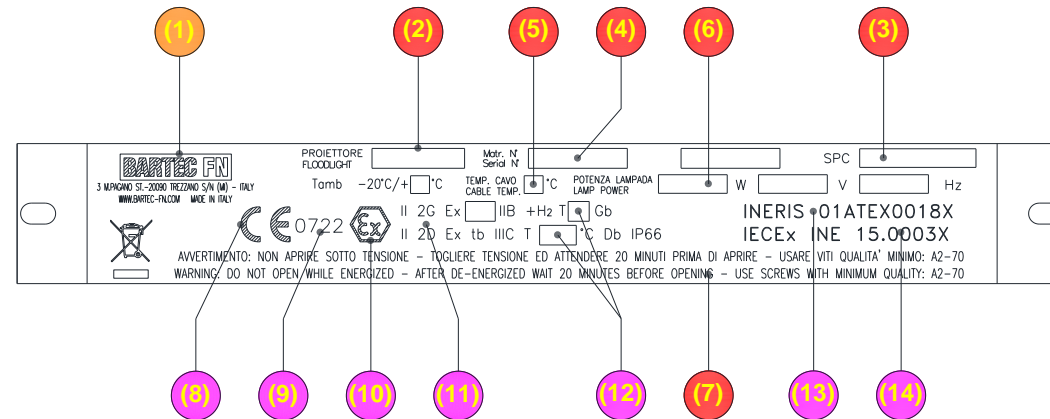 (1) (2) (5) (4) (6) (3)
BARTEC FN
3 M.PAGANO ST.-20090 TREZZANO S/N (MI) - ITALY
WWW.BARTEC-FN.COM MADE IN ITALY
PROIETTORE
FLOODLIGHT
Matr. N°
Serial N°
SPC
Tamb -20°C/+ °C
TEMP. CAVO
CABLE TEMP. °C
POTENZA LAMPADA
LAMP POWER
W V Hz
CE 0722 Ex
II 2G Ex IIB +H2 T Gb
II 2D Ex tb IIIC T °C Db IP66
INERIS 01ATEX0018X
IECEx INE 15.0003X
AVVERTIMENTO: NON APRIRE SOTTO TENSIONE - TOGLIERE TENSIONE ED ATTENDERE 20 MINUTI PRIMA DI APRIRE - USARE VITI QUALITA' MINIMO: A2-70
WARNING: DO NOT OPEN WHILE ENERGIZED - AFTER DE-ENERGIZED WAIT 20 MINUTES BEFORE OPENING - USE SCREWS WITH MINIMUM QUALITY: A2-70
(8) (9) (10) (11) (12) (7) (13) (14)